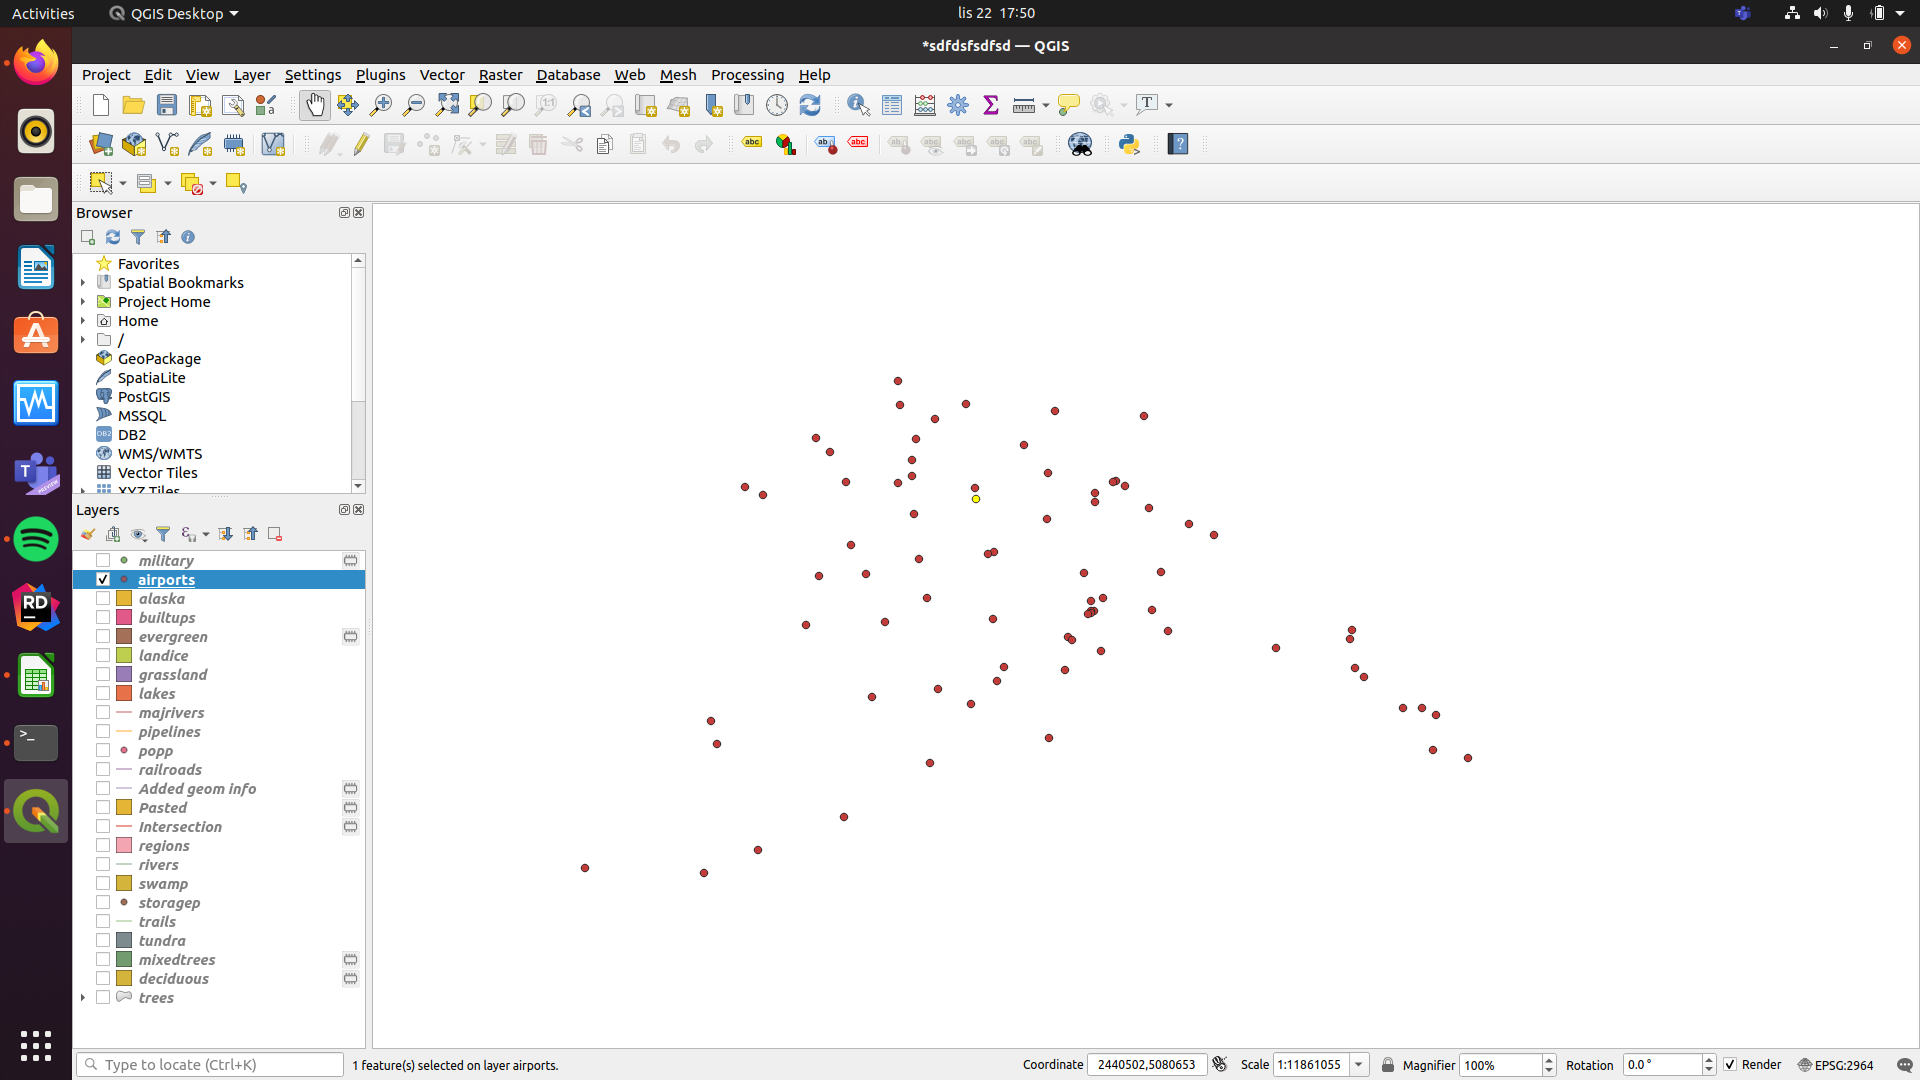 Activities
QGIS Desktop
lis 22 17:50
*sdfdsfsdfsd — QGIS
Project Edit View Layer Settings Plugins Vector Raster Database Web Mesh Processing Help
Browser
Favorites
Spatial Bookmarks
Project Home
Home
/
GeoPackage
SpatiaLite
PostGIS
MSSQL
DB2
WMS/WMTS
Vector Tiles
XYZ Tiles
Layers
military
airports
alaska
builtups
evergreen
landice
grassland
lakes
majrivers
pipelines
popp
railroads
Added geom info
Pasted
Intersection
regions
rivers
swamp
storagep
trails
tundra
mixedtrees
deciduous
trees
Type to locate (Ctrl+K)
1 feature(s) selected on layer airports.
Coordinate 2440502,5080653
Scale 1:11861055
Magnifier 100%
Rotation 0.0 °
Render
EPSG:2964